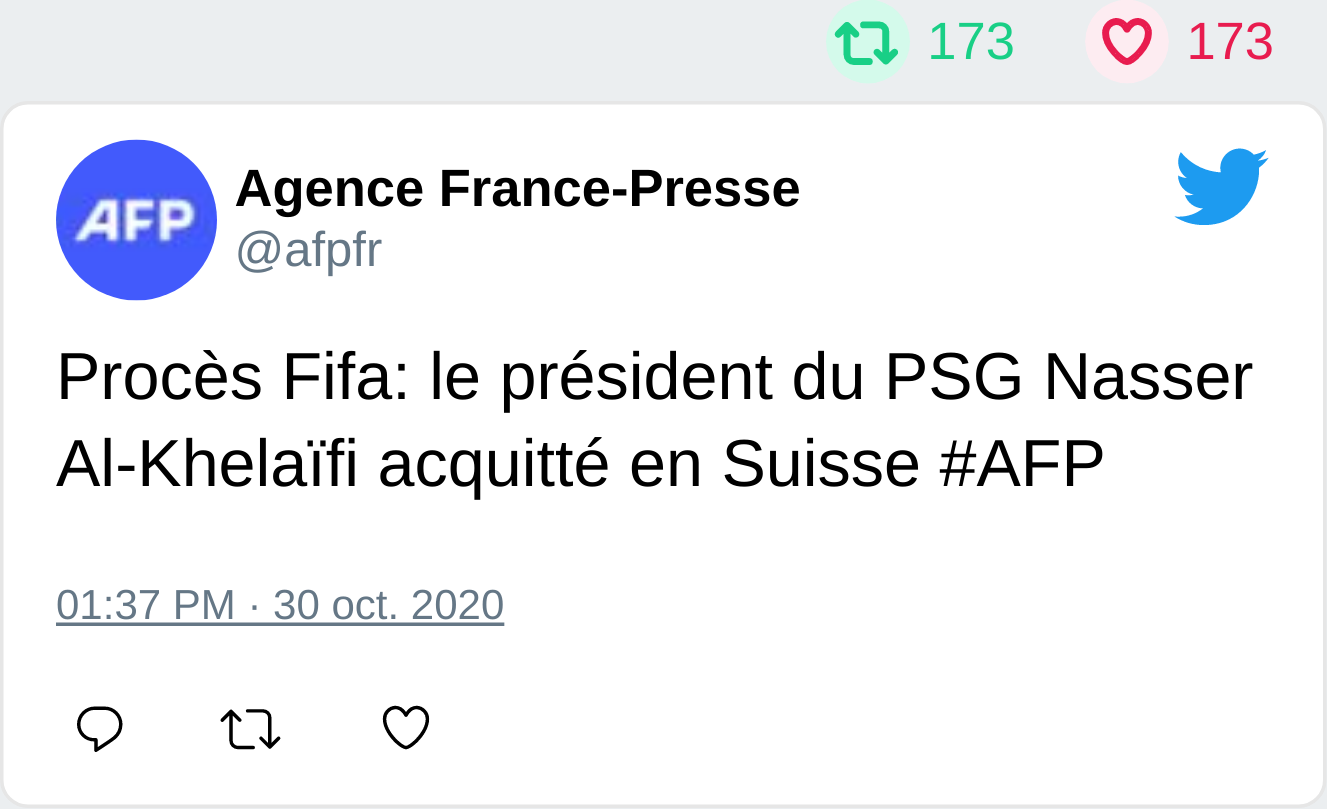 173 173
AFP
Agence France-Presse
@afpfr
Procès Fifa: le président du PSG Nasser
Al-Khelaïfi acquitté en Suisse #AFP
01:37 PM · 30 oct. 2020